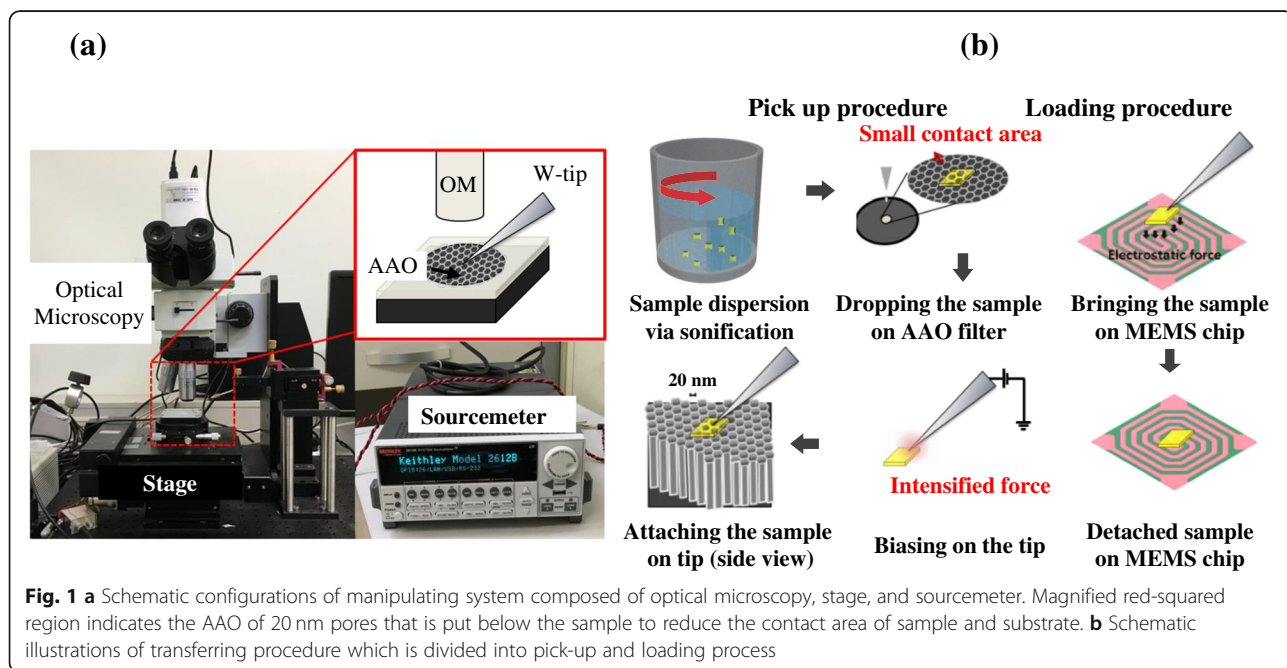 (a)
(b)
Pick up procedure
Loading procedure
Small contact area
OM
W-tip
AAO
Optical
Microscopy
Stage
Sourcemeter
Keithley Model 2612B
Electrostatic force
Sample dispersion
via sonification
Dropping the sample
on AAO filter
Bringing the sample
on MEMS chip
20 nm
Intensified force
Attaching the sample
on tip (side view)
Biasing on the tip
Detached sample
on MEMS chip
Fig. 1 a Schematic configurations of manipulating system composed of optical microscopy, stage, and sourcemeter. Magnified red-squared
region indicates the AAO of 20 nm pores that is put below the sample to reduce the contact area of sample and substrate. b Schematic
illustrations of transferring procedure which is divided into pick-up and loading process